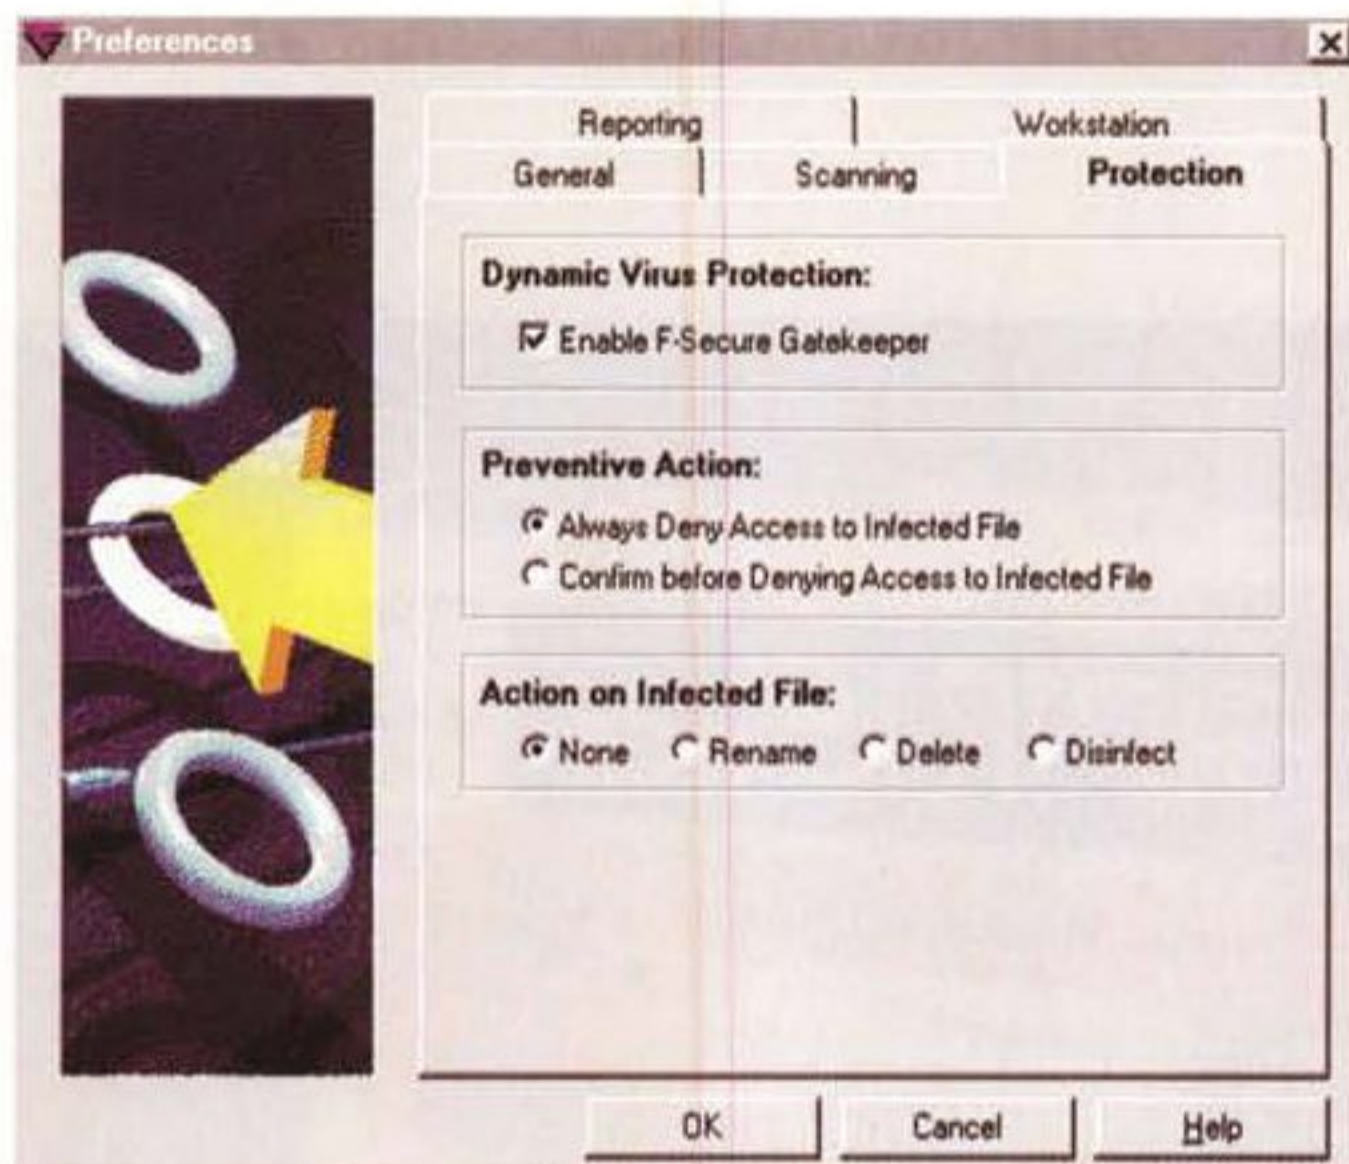 Preferences
Reporting Workstation
General Scanning Protection
Dynamic Virus Protection:
Enable F-Secure Gatekeeper
Preventive Action:
Always Deny Access to Infected File
Confirm before Denying Access to Infected File
Action on Infected File:
None Rename Delete Disinfect
OK Cancel Help